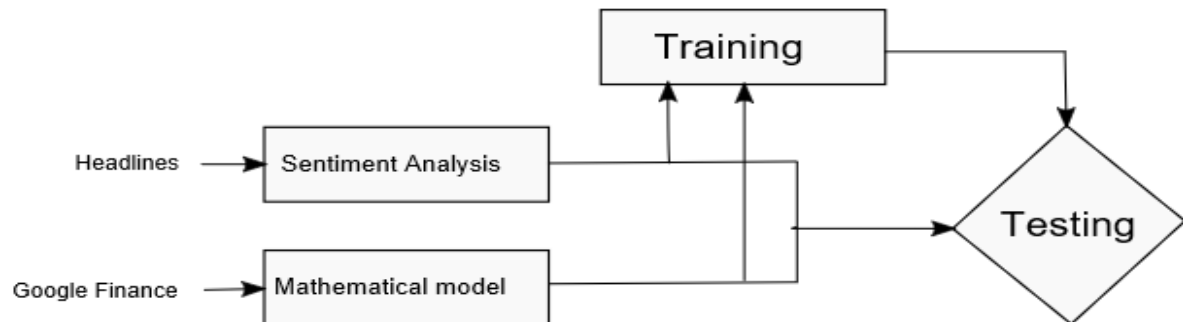 Training
Headlines
Sentiment Analysis
Testing
Google Finance
Mathematical model